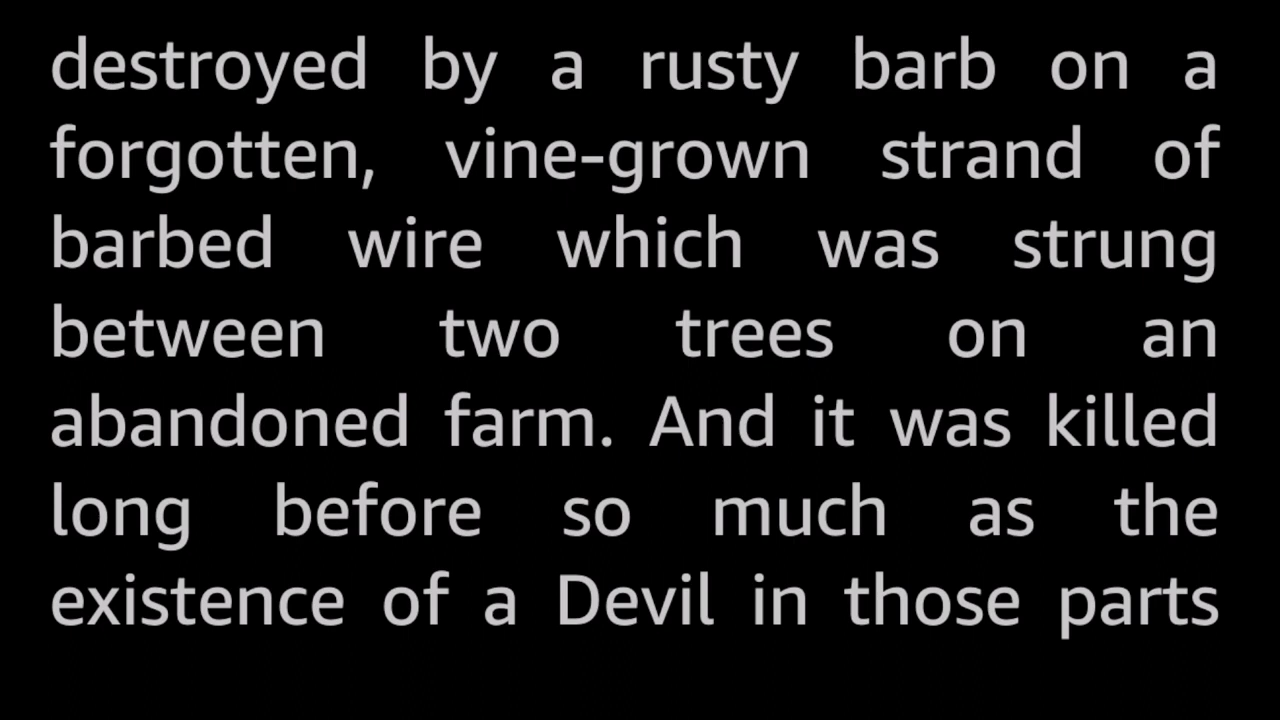 destroyed by a rusty barb on a
forgotten, vine-grown strand of
barbed wire which was strung
between two trees on an
abandoned farm. And it was killed
long before so much as the
existence of a Devil in those parts